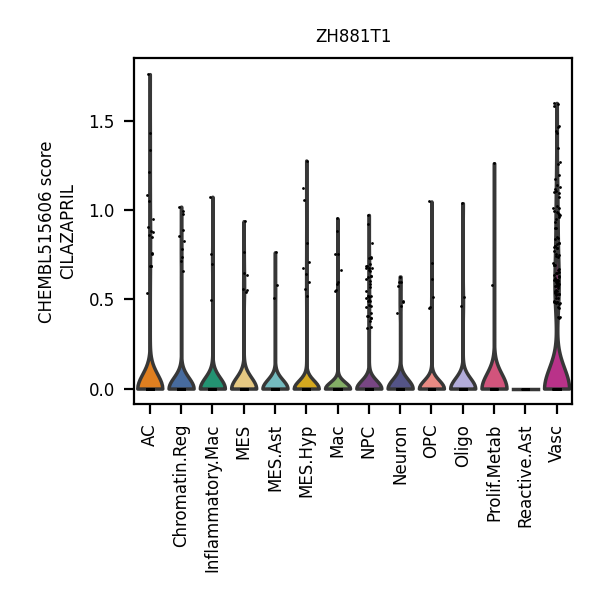 ZH881T1
CHEMBL515606 score
CILAZAPRIL
1.5
1.0
0.5
0.0
AC
Chromatin.Reg
Inflammatory.Mac
MES
MES.Ast
MES.Hyp
Mac
NPC
Neuron
OPC
Oligo
Prolif.Metab
Reactive.Ast
Vasc